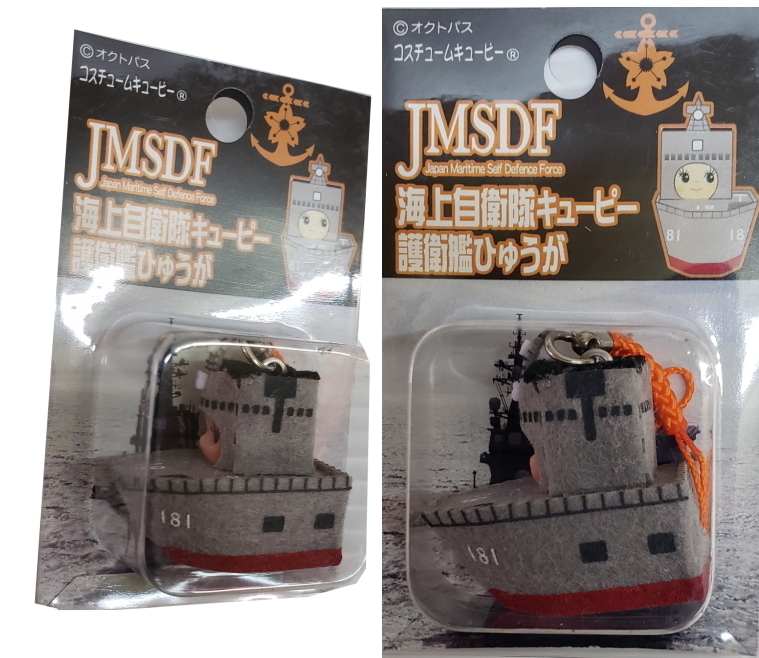 © オクトパス
コスチュームキューピー®
JMSDF
Japan Maritime Self Defence Force
海上自衛隊キューピー
護衛艦ひゅうが
181
© オクトパス
コスチュームキューピー®
JMSDF
Japan Maritime Self Defence Force
海上自衛隊キューピー
護衛艦ひゅうが
81 18
181